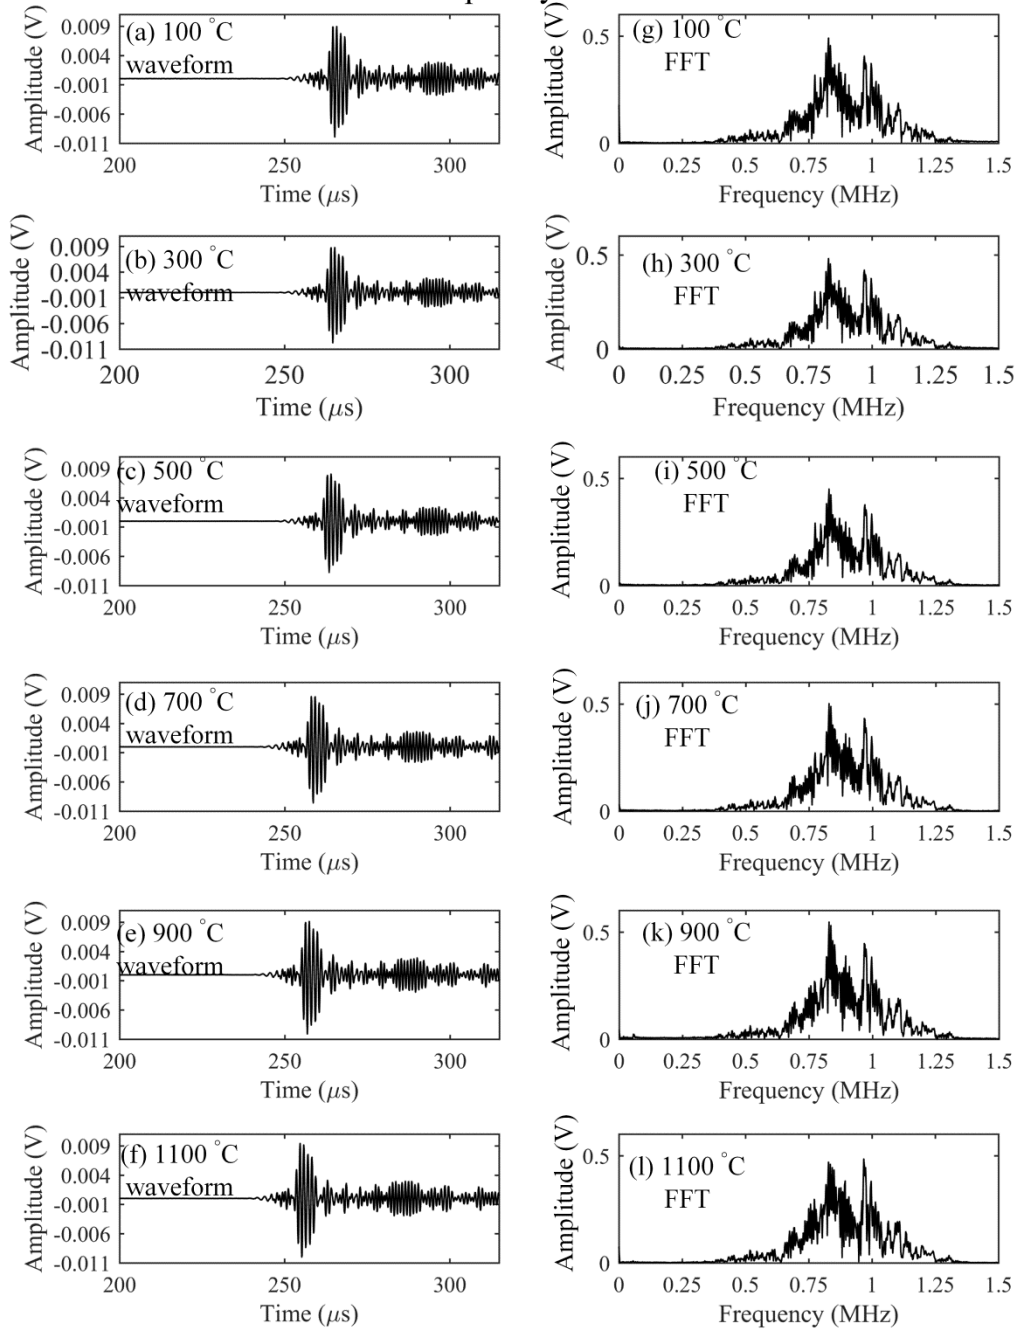 Amplitude (V)
0.009
0.004
-0.001
-0.006
-0.011
(a) 100 °C
waveform
200
250
300
Time (μs)
Amplitude (V)
0.5
0
(g) 100 °C
FFT
0
0.25
0.5
0.75
1
1.25
1.5
Frequency (MHz)
Amplitude (V)
0.009
0.004
-0.001
-0.006
-0.011
(b) 300 °C
waveform
200
250
300
Time (μs)
Amplitude (V)
0.5
0
(h) 300 °C
FFT
0
0.25
0.5
0.75
1
1.25
1.5
Frequency (MHz)
Amplitude (V)
0.009
0.004
-0.001
-0.006
-0.011
(c) 500 °C
waveform
200
250
300
Time (μs)
Amplitude (V)
0.5
0
(i) 500 °C
FFT
0
0.25
0.5
0.75
1
1.25
1.5
Frequency (MHz)
Amplitude (V)
0.009
0.004
-0.001
-0.006
-0.011
(d) 700 °C
waveform
200
250
300
Time (μs)
Amplitude (V)
0.5
0
(j) 700 °C
FFT
0
0.25
0.5
0.75
1
1.25
1.5
Frequency (MHz)
Amplitude (V)
0.009
0.004
-0.001
-0.006
-0.011
(e) 900 °C
waveform
200
250
300
Time (μs)
Amplitude (V)
0.5
0
(k) 900 °C
FFT
0
0.25
0.5
0.75
1
1.25
1.5
Frequency (MHz)
Amplitude (V)
0.009
0.004
-0.001
-0.006
-0.011
(f) 1100 °C
waveform
200
250
300
Time (μs)
Amplitude (V)
0.5
0
(l) 1100 °C
FFT
0
0.25
0.5
0.75
1
1.25
1.5
Frequency (MHz)